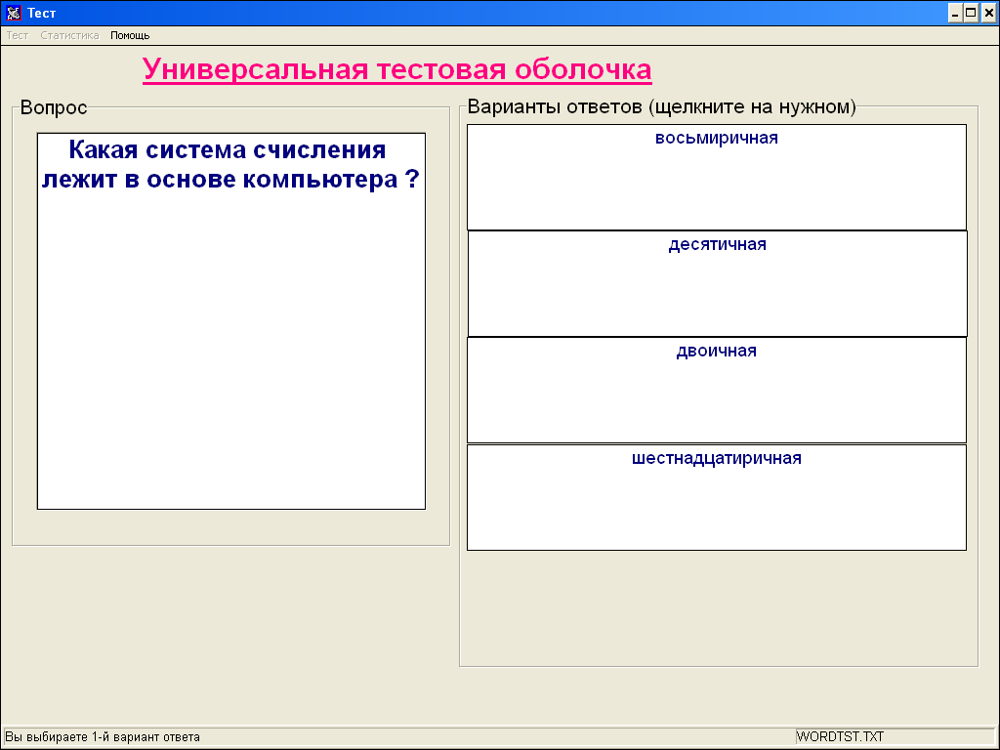 Тест
Тест Статистика Помощь
Универсальная тестовая оболочка
Вопрос
Какая система счисления
лежит в основе компьютера ?
Варианты ответов (щелкните на нужном)
восьмиричная
десятичная
двоичная
шестнадцатиричная
Вы выбираете 1-й вариант ответа
WORDTST.TXT